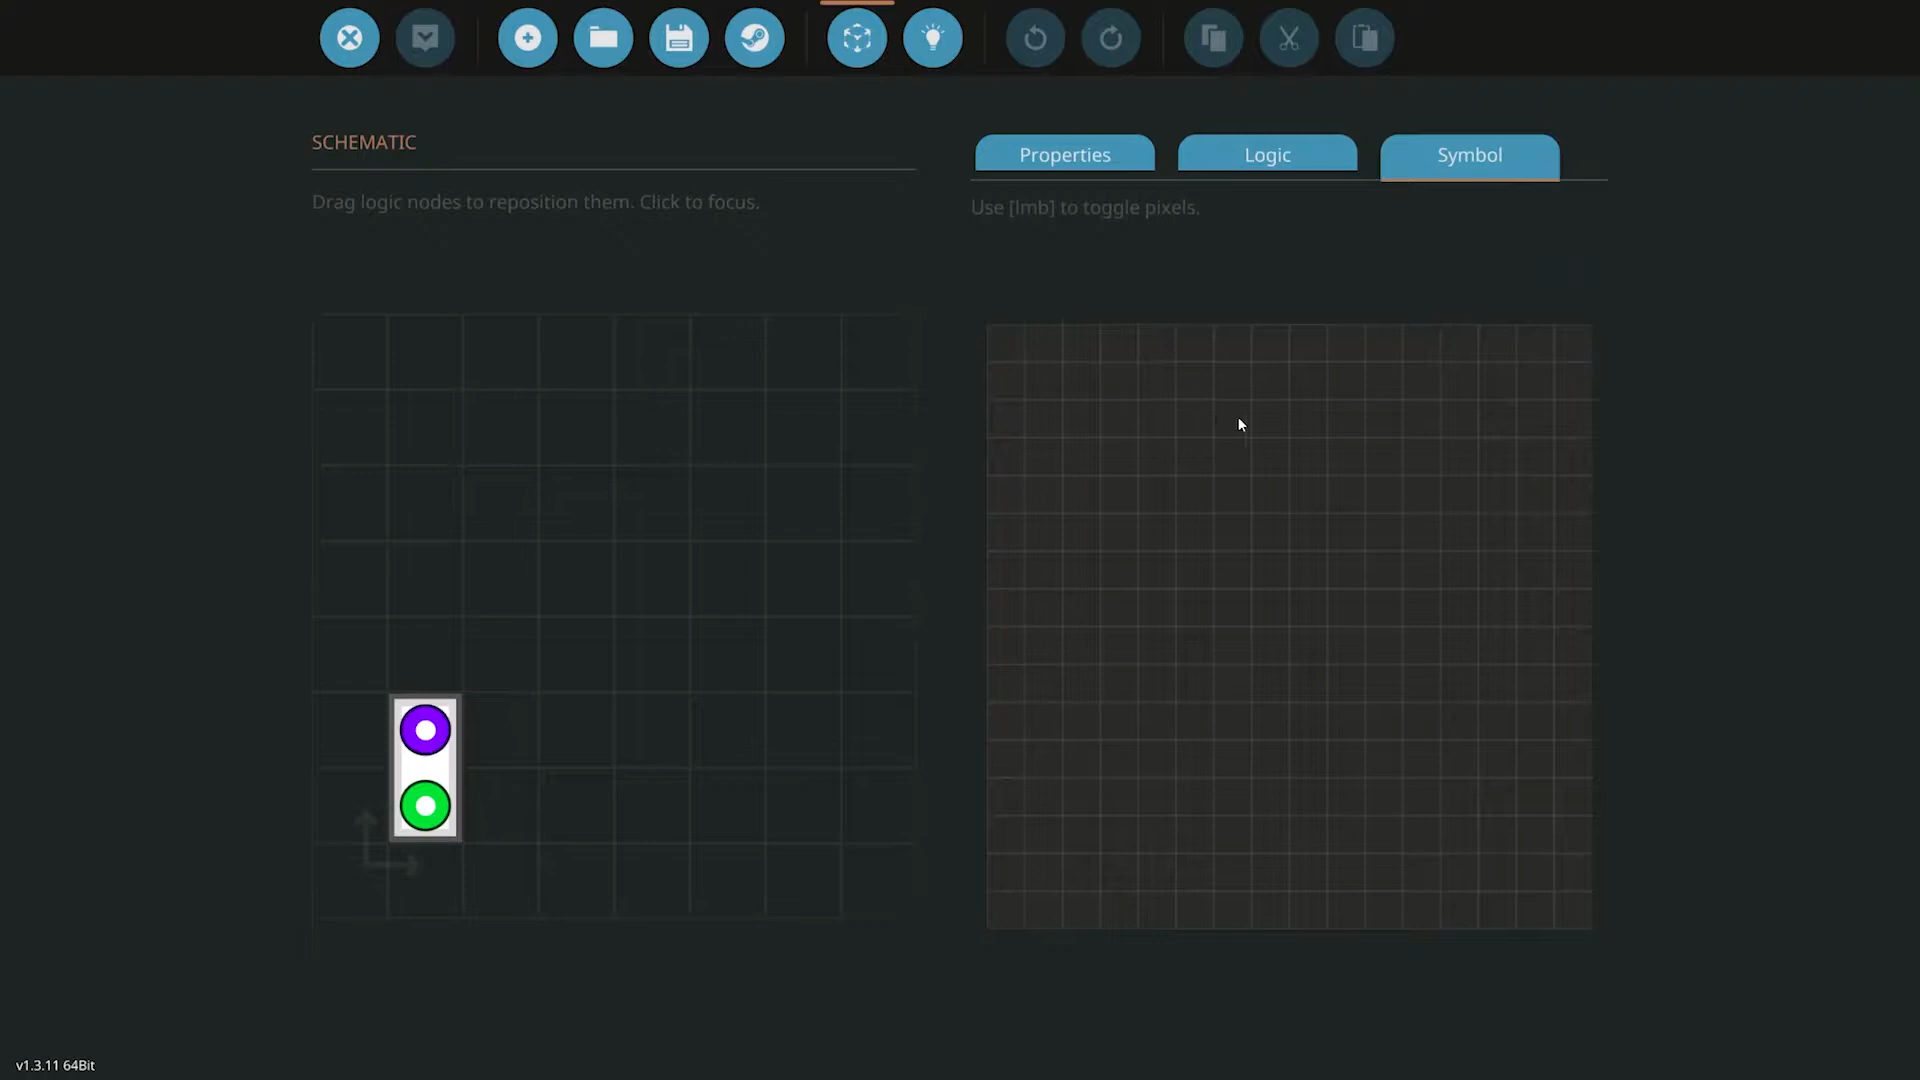 SCHEMATIC
Drag logic nodes to reposition them. Click to focus.
Properties
Logic
Symbol
Use [lmb] to toggle pixels.
v1.3.11 64Bit